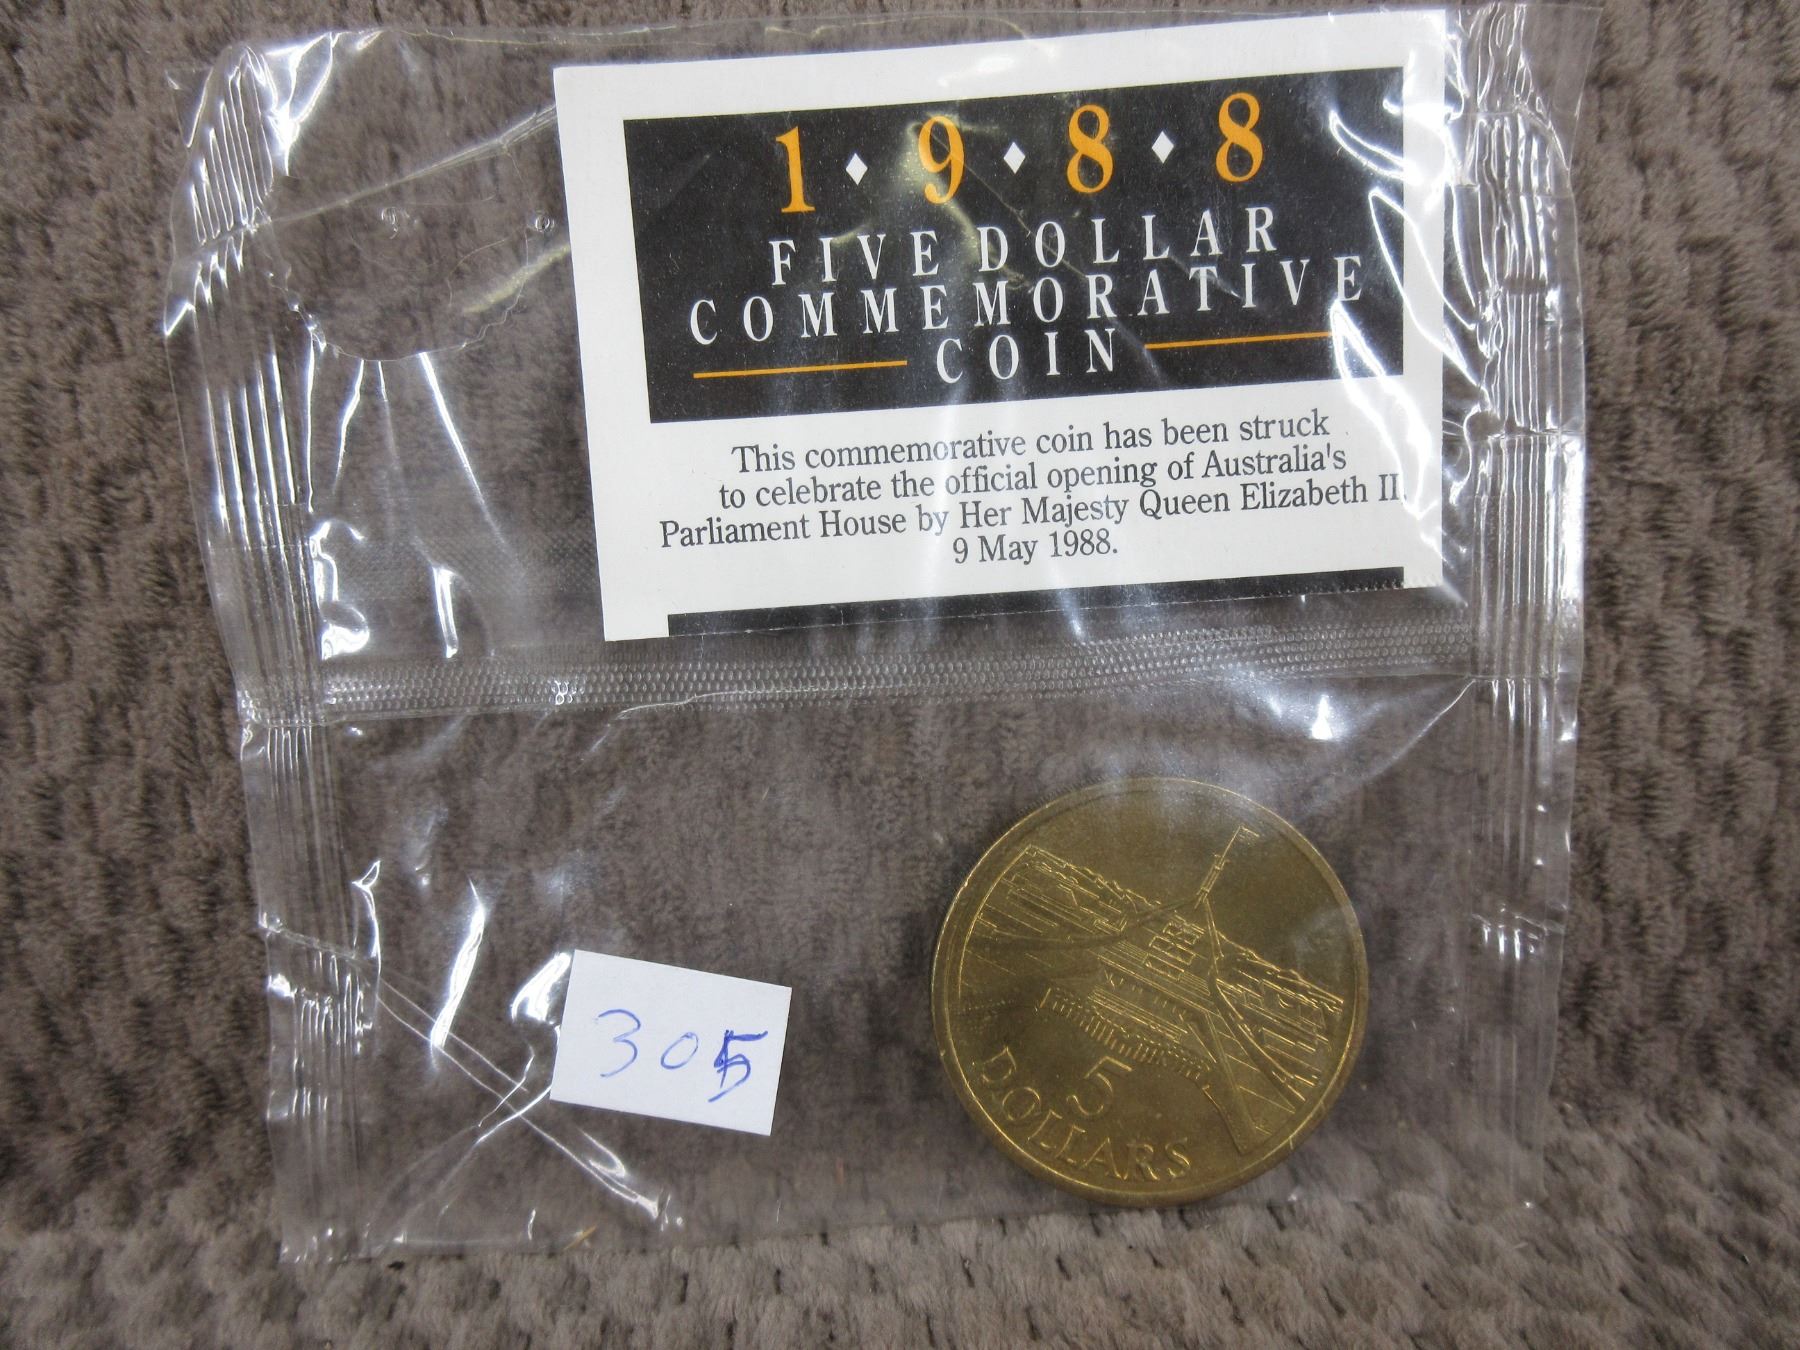 1 ♦ 9 ♦ 8 ♦ 8
FIVE DOLLAR
COMMEMORATIVE
COIN
This commemorative coin has been struck
to celebrate the official opening of Australia's
Parliament House by Her Majesty Queen Elizabeth II,
9 May 1988.
305
5
DOLLARS